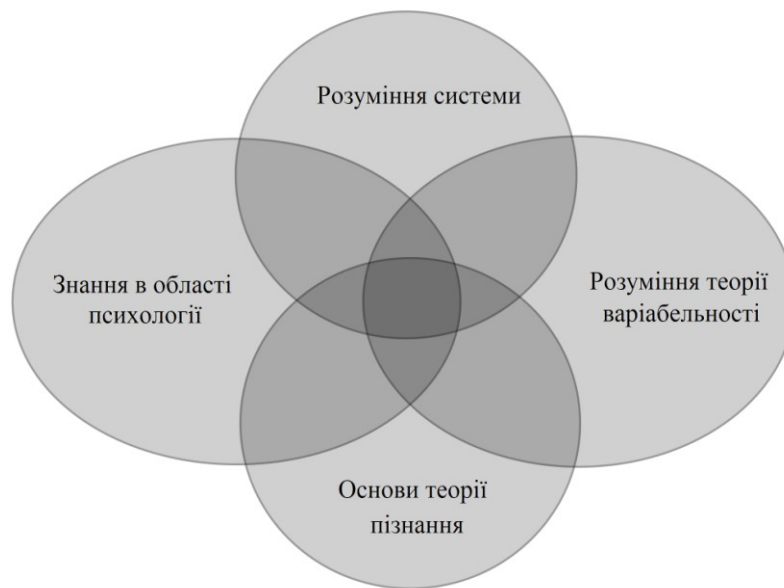 Розуміння системи
Знання в області
психології
Розуміння теорії
варіабельності
Основи теорії
пізнання